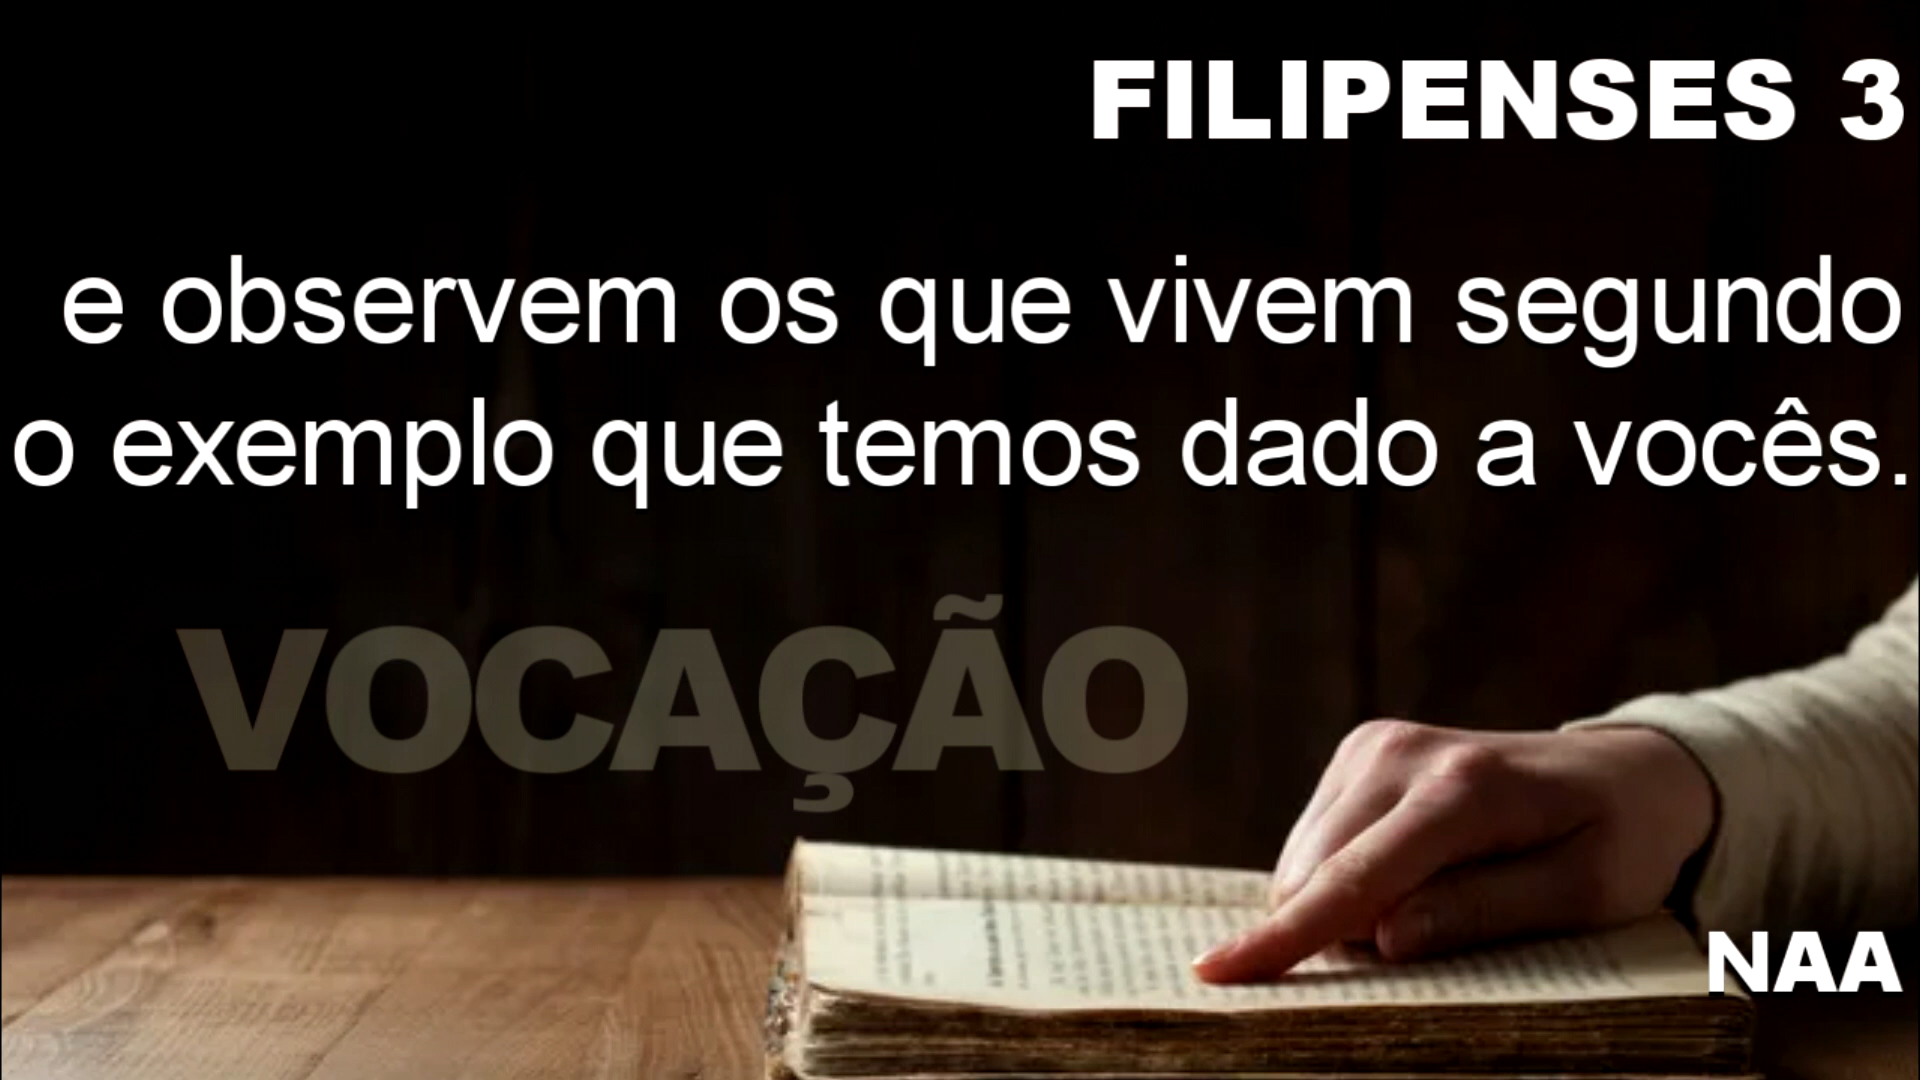 FILIPENSES 3
e observem os que vivem segundo
o exemplo que temos dado a vocês.
VOCAÇÃO
NAA